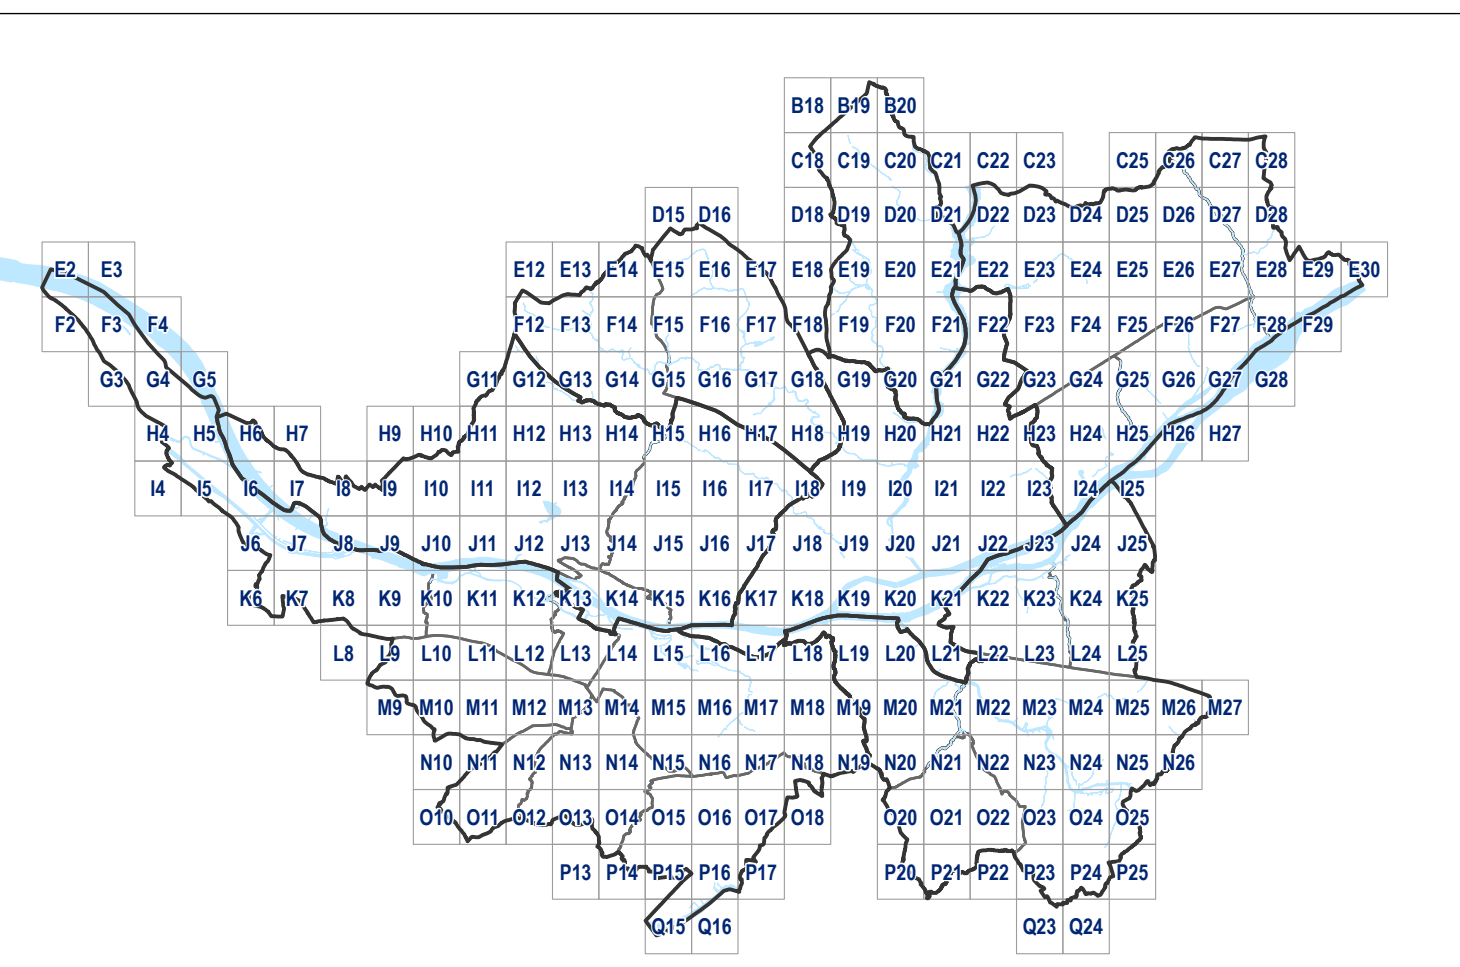 B18 B19 B20
C18 C19 C20 C21 C22 C23 C25 C26 C27 C28
D15 D16 D18 D19 D20 D21 D22 D23 D24 D25 D26 D27 D28
E2 E3 E12 E13 E14 E15 E16 E17 E18 E19 E20 E21 E22 E23 E24 E25 E26 E27 E28 E29 E30
F2 F3 F4 F12 F13 F14 F15 F16 F17 F18 F19 F20 F21 F22 F23 F24 F25 F26 F27 F28 F29
G3 G4 G5 G11 G12 G13 G14 G15 G16 G17 G18 G19 G20 G21 G22 G23 G24 G25 G26 G27 G28
H4 H5 H6 H7 H9 H10 H11 H12 H13 H14 H15 H16 H17 H18 H19 H20 H21 H22 H23 H24 H25 H26 H27
I4 I5 I6 I7 I8 I9 I10 I11 I12 I13 I14 I15 I16 I17 I18 I19 I20 I21 I22 I23 I24 I25
J6 J7 J8 J9 J10 J11 J12 J13 J14 J15 J16 J17 J18 J19 J20 J21 J22 J23 J24 J25
K6 K7 K8 K9 K10 K11 K12 K13 K14 K15 K16 K17 K18 K19 K20 K21 K22 K23 K24 K25
L8 L9 L10 L11 L12 L13 L14 L15 L16 L17 L18 L19 L20 L21 L22 L23 L24 L25
M9 M10 M11 M12 M13 M14 M15 M16 M17 M18 M19 M20 M21 M22 M23 M24 M25 M26 M27
N10 N11 N12 N13 N14 N15 N16 N17 N18 N19 N20 N21 N22 N23 N24 N25 N26
O10 O11 O12 O13 O14 O15 O16 O17 O18 O20 O21 O22 O23 O24 O25
P13 P14 P15 P16 P17 P20 P21 P22 P23 P24 P25
Q15 Q16 Q23 Q24